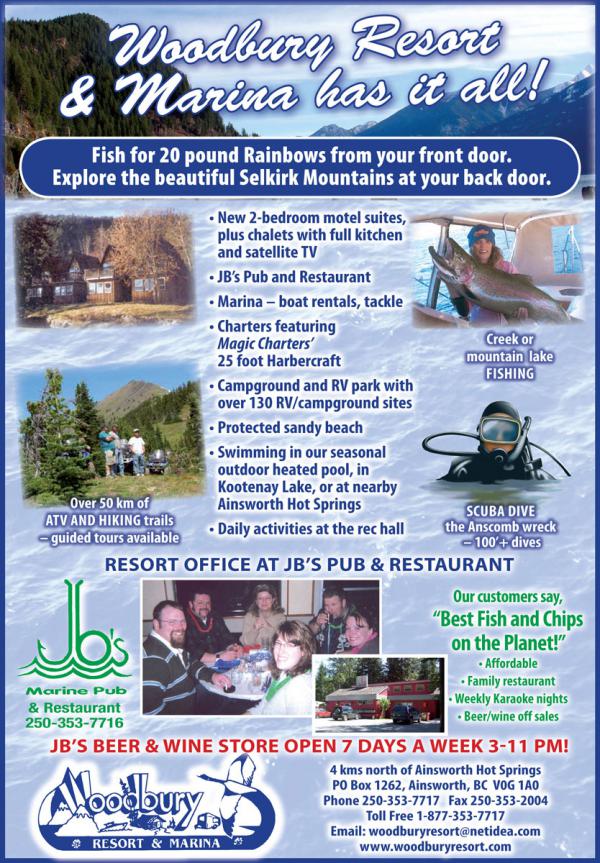 Woodbury Resort
& Marina has it all!
Fish for 20 pound Rainbows from your front door.
Explore the beautiful Selkirk Mountains at your back door.
• New 2-bedroom motel suites,
plus chalets with full kitchen
and satellite TV
• JB's Pub and Restaurant
• Marina – boat rentals, tackle
• Charters featuring
Magic Charters'
25 foot Harbercraft
• Campground and RV park with
over 130 RV/campground sites
• Protected sandy beach
• Swimming in our seasonal
outdoor heated pool, in
Kootenay Lake, or at nearby
Ainsworth Hot Springs
• Daily activities at the rec hall
Creek or
mountain lake
FISHING
Over 50 km of
ATV AND HIKING trails
– guided tours available
SCUBA DIVE
the Anscomb wreck
– 100'+ dives
RESORT OFFICE AT JB'S PUB & RESTAURANT
Jb's
Marine Pub
& Restaurant
250-353-7716
Our customers say,
"Best Fish and Chips
on the Planet!"
• Affordable
• Family restaurant
• Weekly Karaoke nights
• Beer/wine off sales
JB'S BEER & WINE STORE OPEN 7 DAYS A WEEK 3-11 PM!
Woodbury
RESORT & MARINA
4 kms north of Ainsworth Hot Springs
PO Box 1262, Ainsworth, BC V0G 1A0
Phone 250-353-7717 Fax 250-353-2004
Toll Free 1-877-353-7717
Email: woodburyresort@netidea.com
www.woodburyresort.com